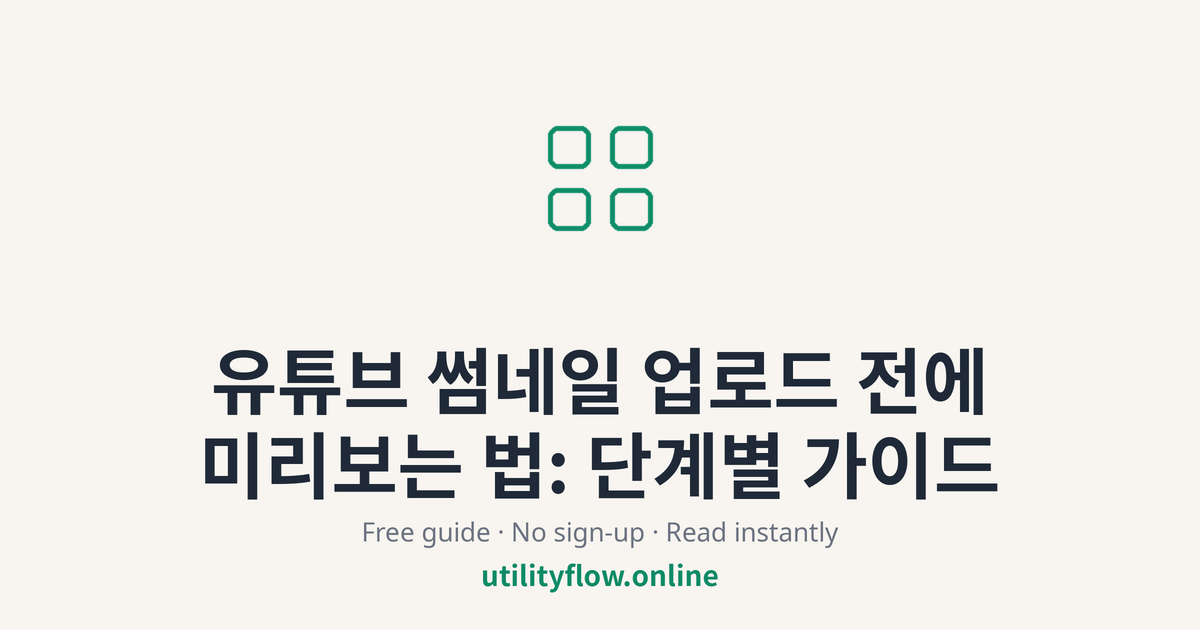 유튜브 썸네일 업로드 전에
미리보는 법: 단계별 가이드
Free guide · No sign-up · Read instantly
utilityflow.online